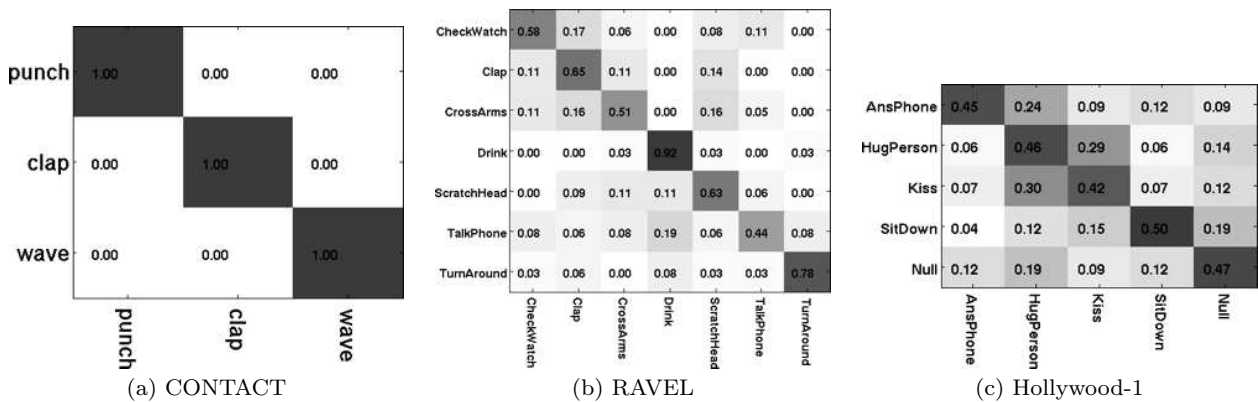 punch 1.00 0.00 0.00
clap 0.00 1.00 0.00
wave 0.00 0.00 1.00
punch clap wave
(a) CONTACT
CheckWatch 0.58 0.17 0.06 0.00 0.08 0.11 0.00
Clap 0.11 0.65 0.11 0.00 0.14 0.00 0.00
CrossArms 0.11 0.16 0.51 0.00 0.16 0.05 0.00
Drink 0.00 0.00 0.03 0.92 0.03 0.00 0.03
ScratchHead 0.00 0.09 0.11 0.11 0.63 0.06 0.00
TalkPhone 0.08 0.06 0.08 0.19 0.06 0.44 0.08
TurnAround 0.03 0.06 0.00 0.08 0.03 0.03 0.78
CheckWatch Clap CrossArms Drink ScratchHead TalkPhone TurnAround
(b) RAVEL
AnsPhone 0.45 0.24 0.09 0.12 0.09
HugPerson 0.06 0.46 0.29 0.06 0.14
Kiss 0.07 0.30 0.42 0.07 0.12
SitDown 0.04 0.12 0.15 0.50 0.19
Null 0.12 0.19 0.09 0.12 0.47
AnsPhone HugPerson Kiss SitDown Null
(c) Hollywood-1